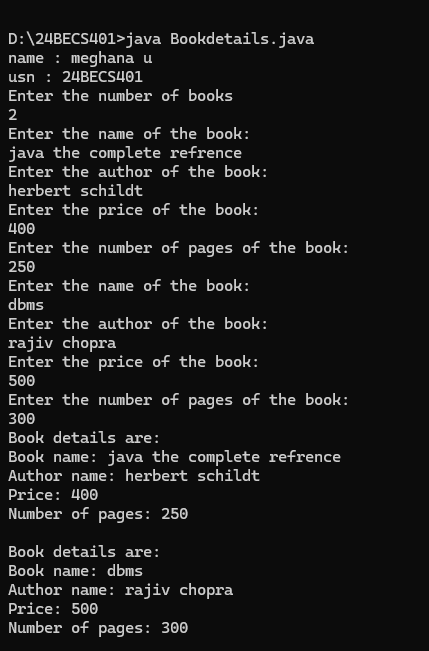 D:\24BECS401>java Bookdetails.java
name : meghana u
usn : 24BECS401
Enter the number of books
2
Enter the name of the book:
java the complete refrence
Enter the author of the book:
herbert schildt
Enter the price of the book:
400
Enter the number of pages of the book:
250
Enter the name of the book:
dbms
Enter the author of the book:
rajiv chopra
Enter the price of the book:
500
Enter the number of pages of the book:
300
Book details are:
Book name: java the complete refrence
Author name: herbert schildt
Price: 400
Number of pages: 250

Book details are:
Book name: dbms
Author name: rajiv chopra
Price: 500
Number of pages: 300